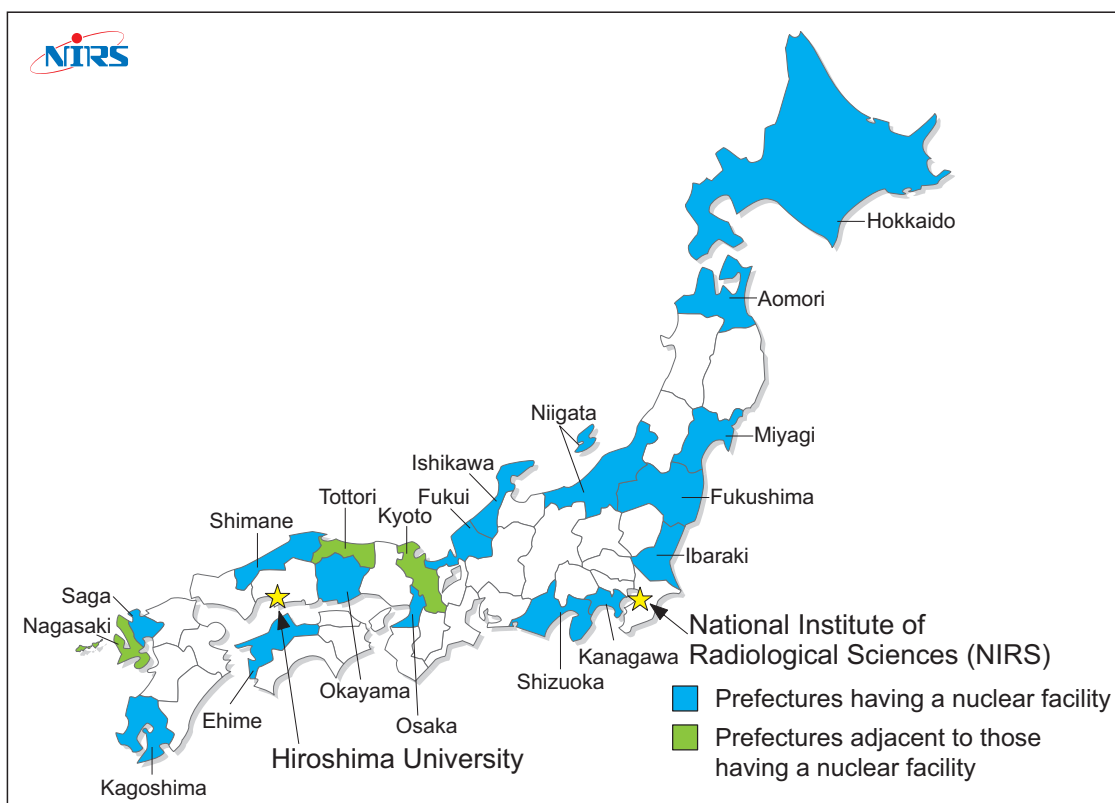 NIRS
Hokkaido
Aomori
Niigata
Miyagi
Ishikawa
Fukui
Tottori
Kyoto
Fukushima
Shimane
Ibaraki
Saga
Nagasaki
National Institute of
Radiological Sciences (NIRS)
Kanagawa
Shizuoka
Okayama
Ehime
Osaka
Hiroshima University
Kagoshima
Prefectures having a nuclear facility
Prefectures adjacent to those
having a nuclear facility